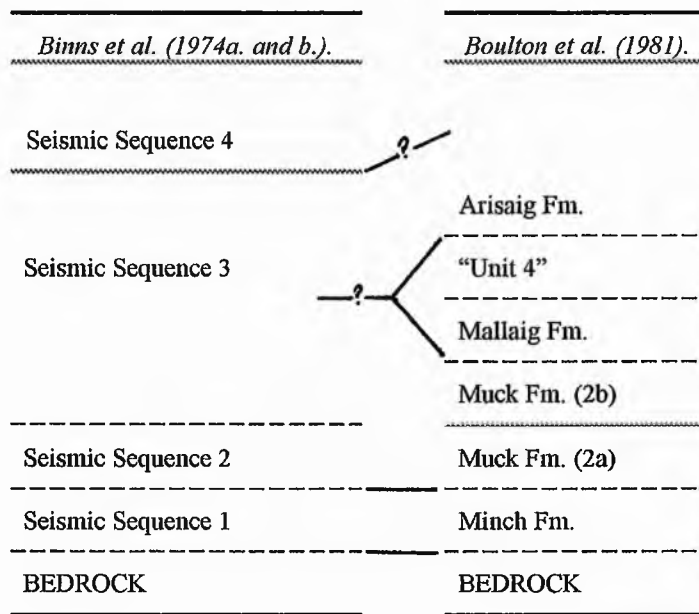 Binns et al. (1974a. and b.). Boulton et al. (1981).
Seismic Sequence 4
?
Arisaig Fm.
Seismic Sequence 3
"Unit 4"
?
Mallaig Fm.
Muck Fm. (2b)
Seismic Sequence 2 Muck Fm. (2a)
Seismic Sequence 1 Minch Fm.
BEDROCK BEDROCK